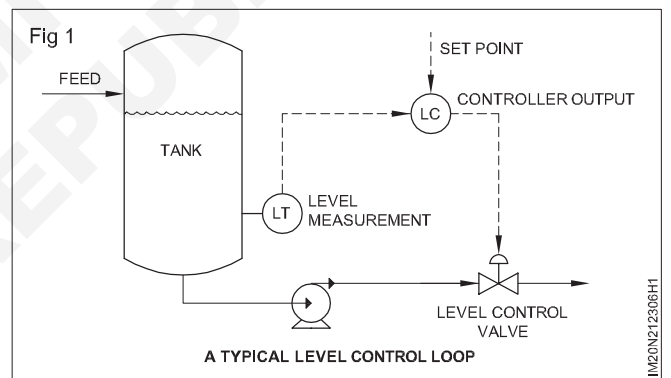 Fig 1
FEED
SET POINT
LC
CONTROLLER OUTPUT
TANK
LT
LEVEL
MEASUREMENT
LEVEL CONTROL
VALVE
A TYPICAL LEVEL CONTROL LOOP
IM20N212306H1